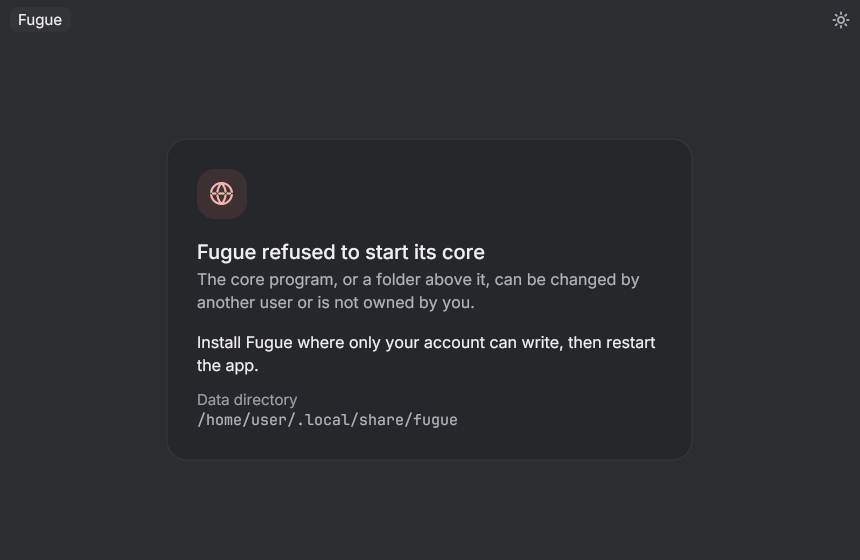 Fugue
Fugue refused to start its core
The core program, or a folder above it, can be changed by
another user or is not owned by you.
Install Fugue where only your account can write, then restart
the app.
Data directory
/home/user/.local/share/fugue